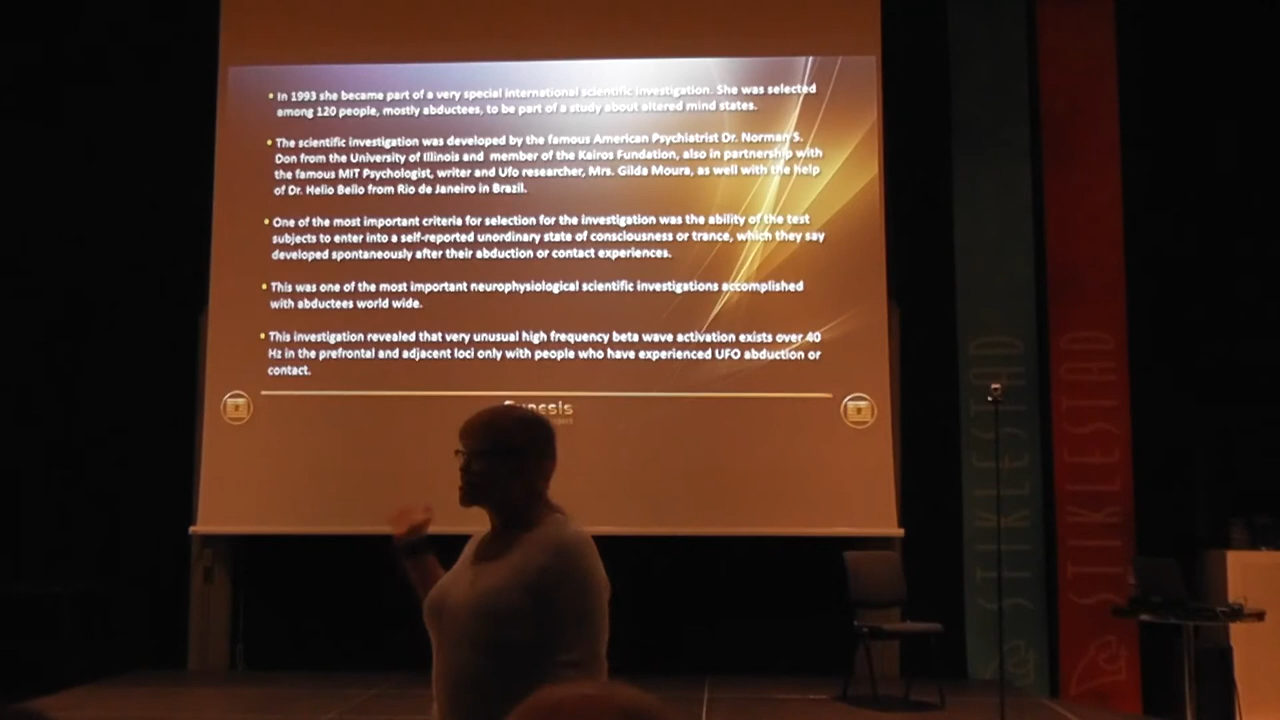 • In 1993 she became part of a very special international scientific investigation. She was selected
among 120 people, mostly abductees, to be part of a study about altered mind states.
• The scientific investigation was developed by the famous American Psychiatrist Dr. Norman S.
Don from the University of Illinois and member of the Kairos Foundation, also in partnership with
the famous MIT Psychologist, writer and Ufo researcher, Mrs. Gilda Moura, as well with the help
of Dr. Helio Bello from Rio de Janeiro in Brazil.
• One of the most important criteria for selection for the investigation was the ability of the test
subjects to enter into a self-reported unordinary state of consciousness or trance, which they say
developed spontaneously after their abduction or contact experiences.
• This was one of the most important neurophysiological scientific investigations accomplished
with abductees world wide.
• This investigation revealed that very unusual high frequency beta wave activation exists over 40
Hz in the prefrontal and adjacent loci only with people who have experienced UFO abduction or
contact.
STIKLESTAD
STIKLESTAD